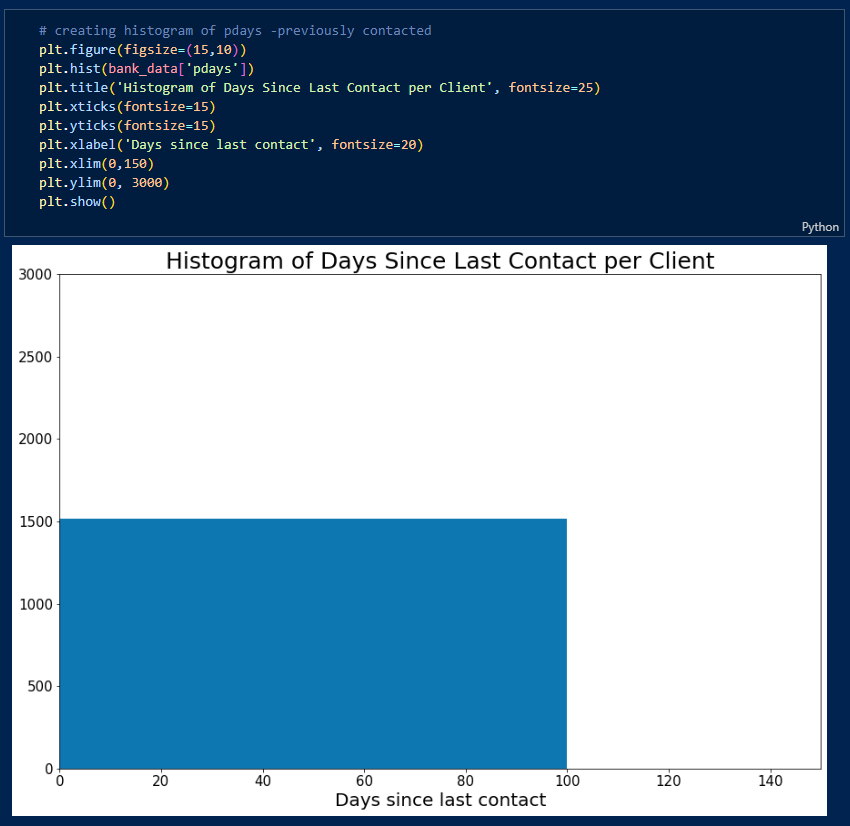 # creating histogram of pdays -previously contacted
plt.figure(figsize=(15,10))
plt.hist(bank_data['pdays'])
plt.title('Histogram of Days Since Last Contact per Client', fontsize=25)
plt.xticks(fontsize=15)
plt.yticks(fontsize=15)
plt.xlabel('Days since last contact', fontsize=20)
plt.xlim(0,150)
plt.ylim(0, 3000)
plt.show()
Python
Histogram of Days Since Last Contact per Client
3000
2500
2000
1500
1000
500
0
0 20 40 60 80 100 120 140
Days since last contact